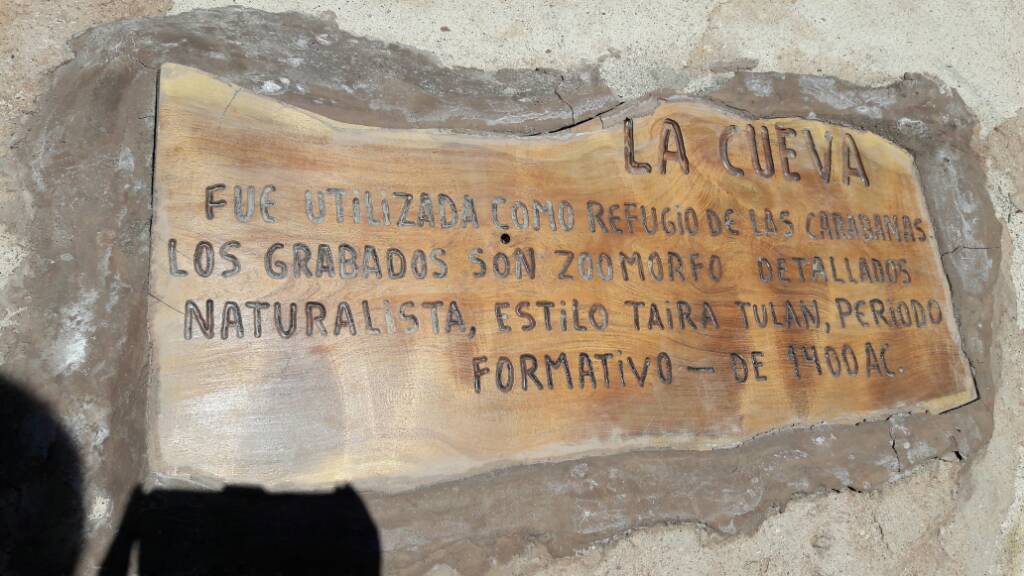 LA CUEVA
FUE UTILIZADA COMO REFUGIO DE LAS CARABANAS.
LOS GRABADOS SON ZOOMORFO DETALLADOS
NATURALISTA, ESTILO TAIRA TULAN, PERIODO
FORMATIVO — DE 1400 AC.